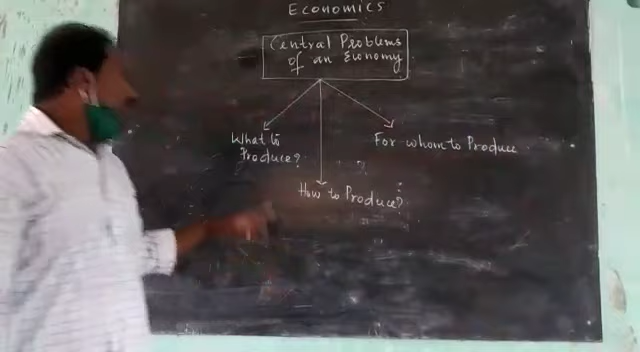 Economics
Central Problems
of an Economy
What to
Produce?
For whom to Produce
How to Produce?